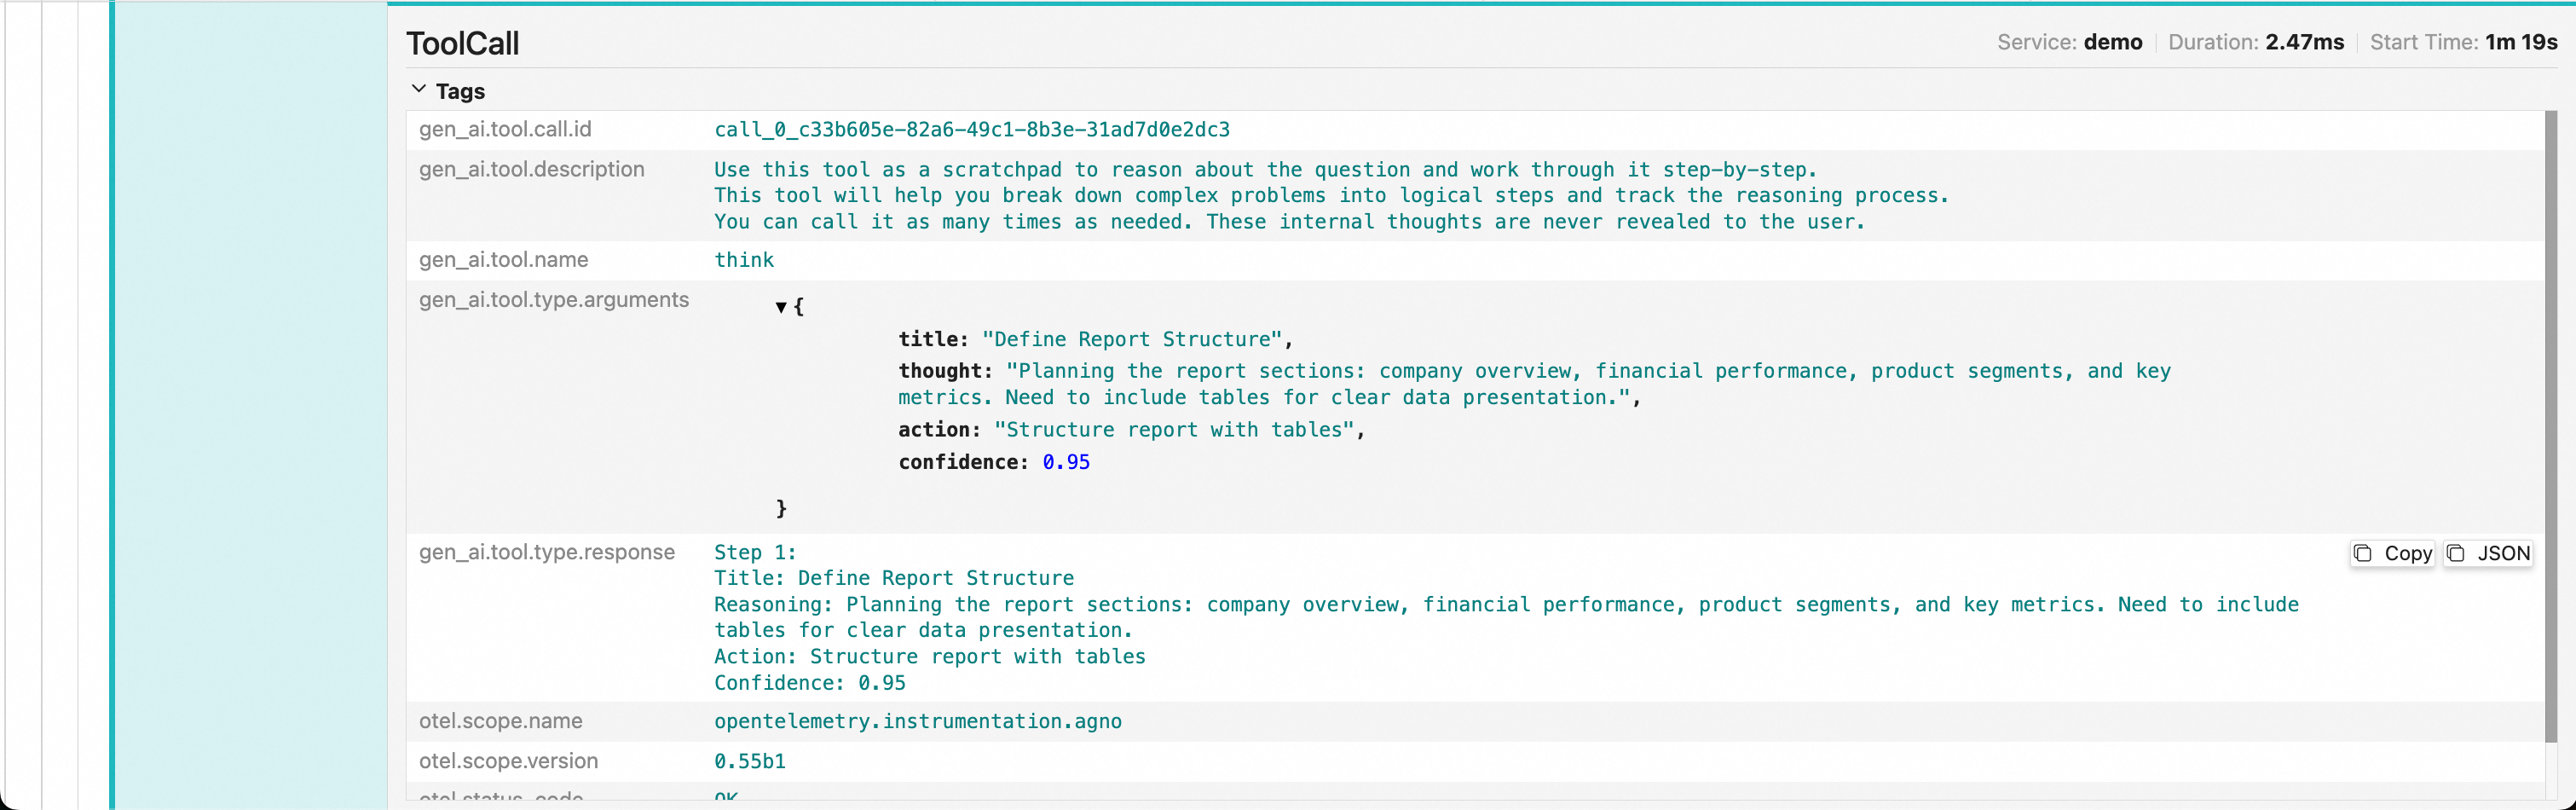 ToolCall
Service: demo Duration: 2.47ms Start Time: 1m 19s
Tags
gen_ai.tool.call.id call_0_c33b605e-82a6-49c1-8b3e-31ad7d0e2dc3
gen_ai.tool.description Use this tool as a scratchpad to reason about the question and work through it step-by-step.
This tool will help you break down complex problems into logical steps and track the reasoning process.
You can call it as many times as needed. These internal thoughts are never revealed to the user.
gen_ai.tool.name think
gen_ai.tool.type.arguments ▼ {
title: "Define Report Structure",
thought: "Planning the report sections: company overview, financial performance, product segments, and key
metrics. Need to include tables for clear data presentation.",
action: "Structure report with tables",
confidence: 0.95
}
gen_ai.tool.type.response Step 1:
Copy JSON
Title: Define Report Structure
Reasoning: Planning the report sections: company overview, financial performance, product segments, and key metrics. Need to include
tables for clear data presentation.
Action: Structure report with tables
Confidence: 0.95
otel.scope.name opentelemetry.instrumentation.agno
otel.scope.version 0.55b1
otel.status_code OK